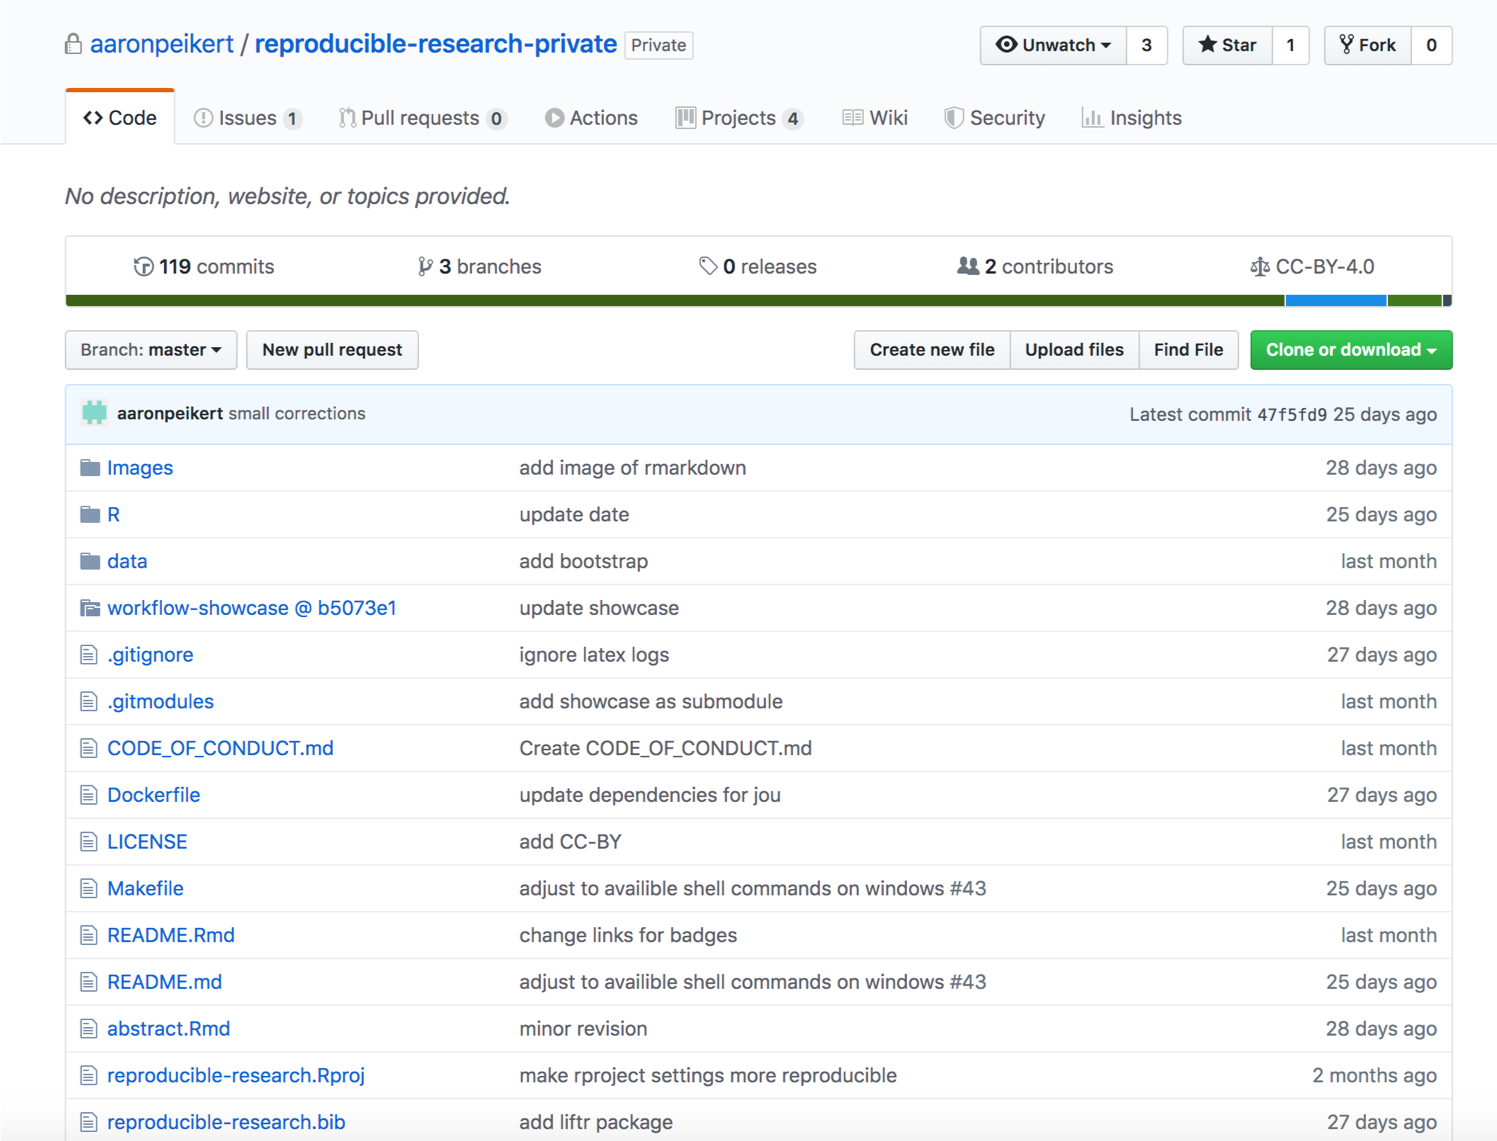 aaronpeikert / reproducible-research-private Private Unwatch 3 Star 1 Fork 0
Code Issues 1 Pull requests 0 Actions Projects 4 Wiki Security Insights
No description, website, or topics provided.
119 commits 3 branches 0 releases 2 contributors CC-BY-4.0
Branch: master New pull request Create new file Upload files Find File Clone or download
aaronpeikert small corrections Latest commit 47f5fd9 25 days ago
Images add image of rmarkdown 28 days ago
R update date 25 days ago
data add bootstrap last month
workflow-showcase @ b5073e1 update showcase 28 days ago
.gitignore ignore latex logs 27 days ago
.gitmodules add showcase as submodule last month
CODE_OF_CONDUCT.md Create CODE_OF_CONDUCT.md last month
Dockerfile update dependencies for jou 27 days ago
LICENSE add CC-BY last month
Makefile adjust to availible shell commands on windows #43 25 days ago
README.Rmd change links for badges last month
README.md adjust to availible shell commands on windows #43 25 days ago
abstract.Rmd minor revision 28 days ago
reproducible-research.Rproj make rproject settings more reproducible 2 months ago
reproducible-research.bib add liftr package 27 days ago